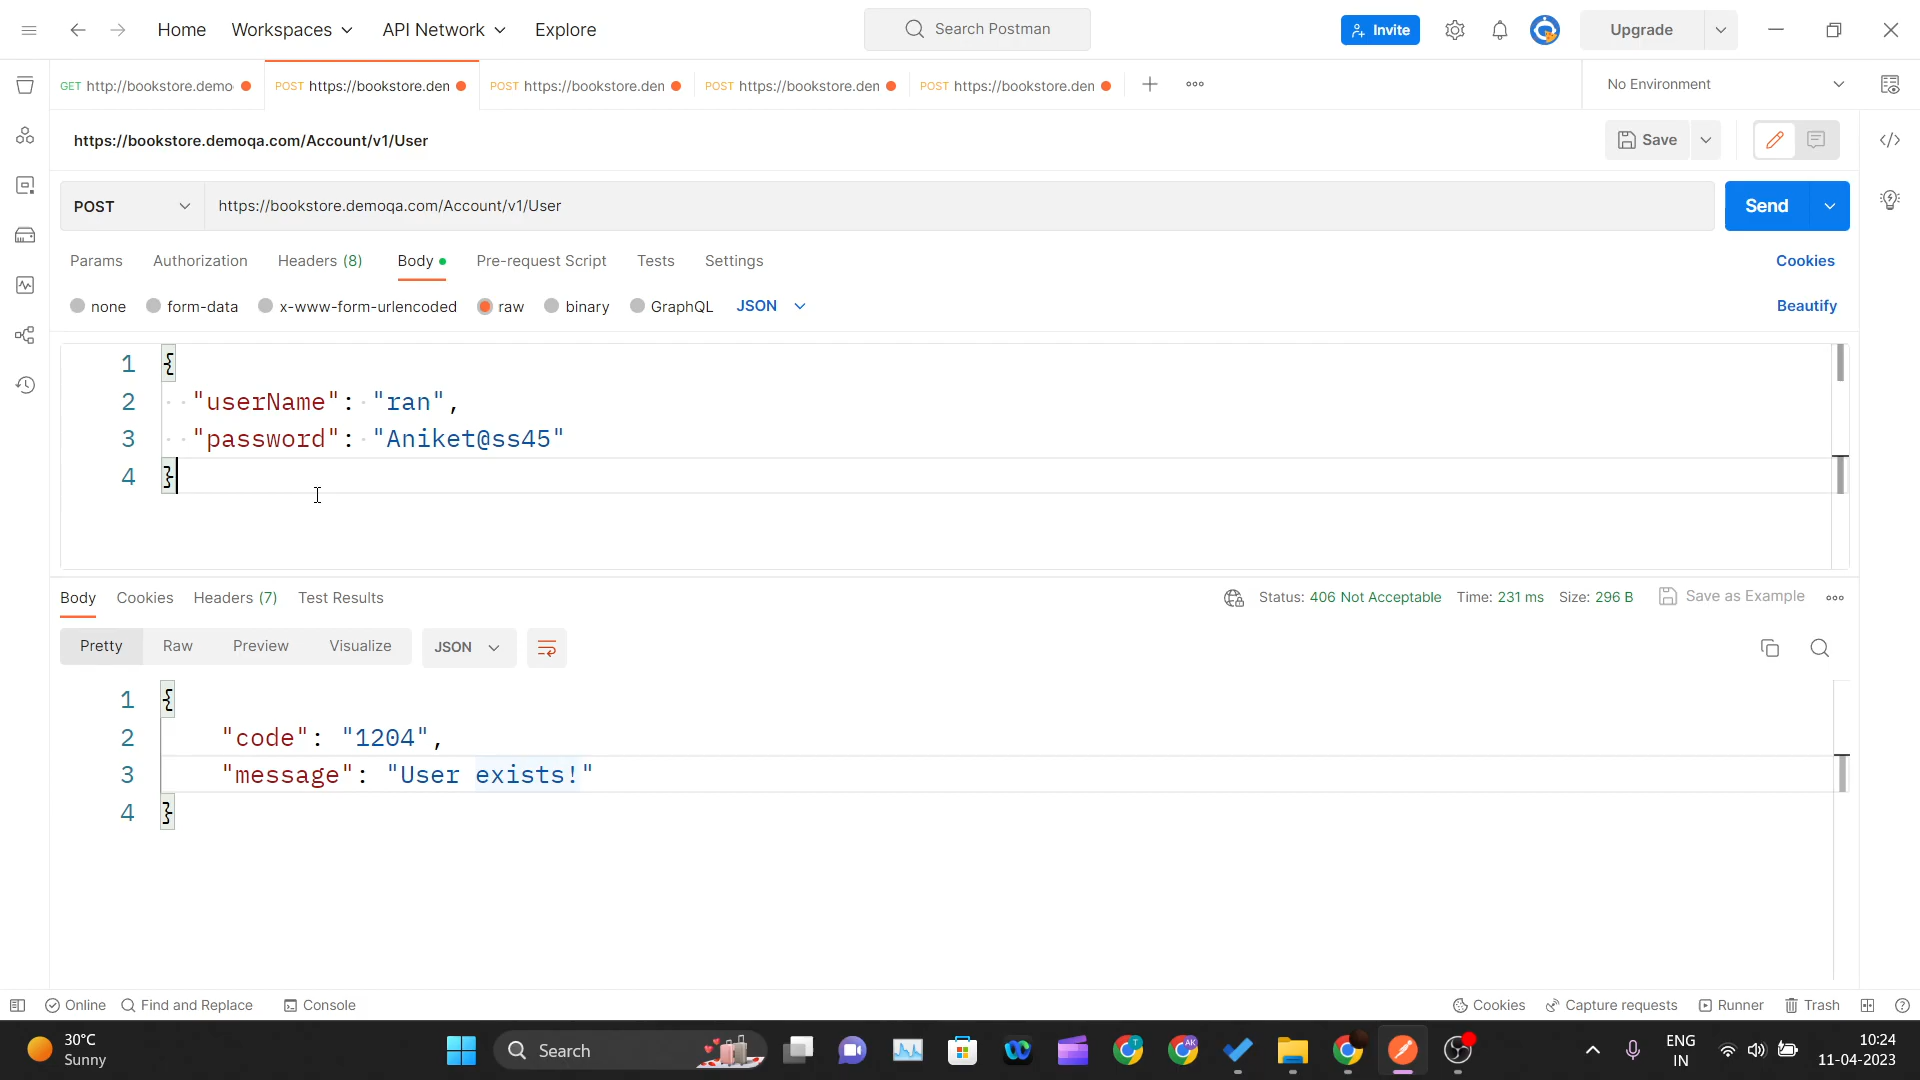 Home Workspaces API Network Explore Search Postman Invite Upgrade
GET http://bookstore.demo POST https://bookstore.den POST https://bookstore.den POST https://bookstore.den POST https://bookstore.den No Environment
https://bookstore.demoqa.com/Account/v1/User Save
POST https://bookstore.demoqa.com/Account/v1/User Send
Params Authorization Headers (8) Body Pre-request Script Tests Settings Cookies
none form-data x-www-form-urlencoded raw binary GraphQL JSON Beautify
1 {
2 "userName": "ran",
3 "password": "Aniket@ss45"
4 }
Body Cookies Headers (7) Test Results Status: 406 Not Acceptable Time: 231 ms Size: 296 B Save as Example
Pretty Raw Preview Visualize JSON
1 {
2 "code": "1204",
3 "message": "User exists!"
4 }
Online Find and Replace Console Cookies Capture requests Runner Trash
30°C Search ENG 10:24
Sunny IN 11-04-2023